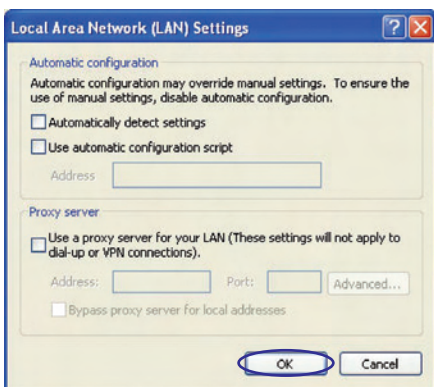 Local Area Network (LAN) Settings
Automatic configuration
Automatic configuration may override manual settings. To ensure the
use of manual settings, disable automatic configuration.
Automatically detect settings
Use automatic configuration script
Address
Proxy server
Use a proxy server for your LAN (These settings will not apply to
dial-up or VPN connections).
Address: Port: Advanced...
Bypass proxy server for local addresses
OK Cancel